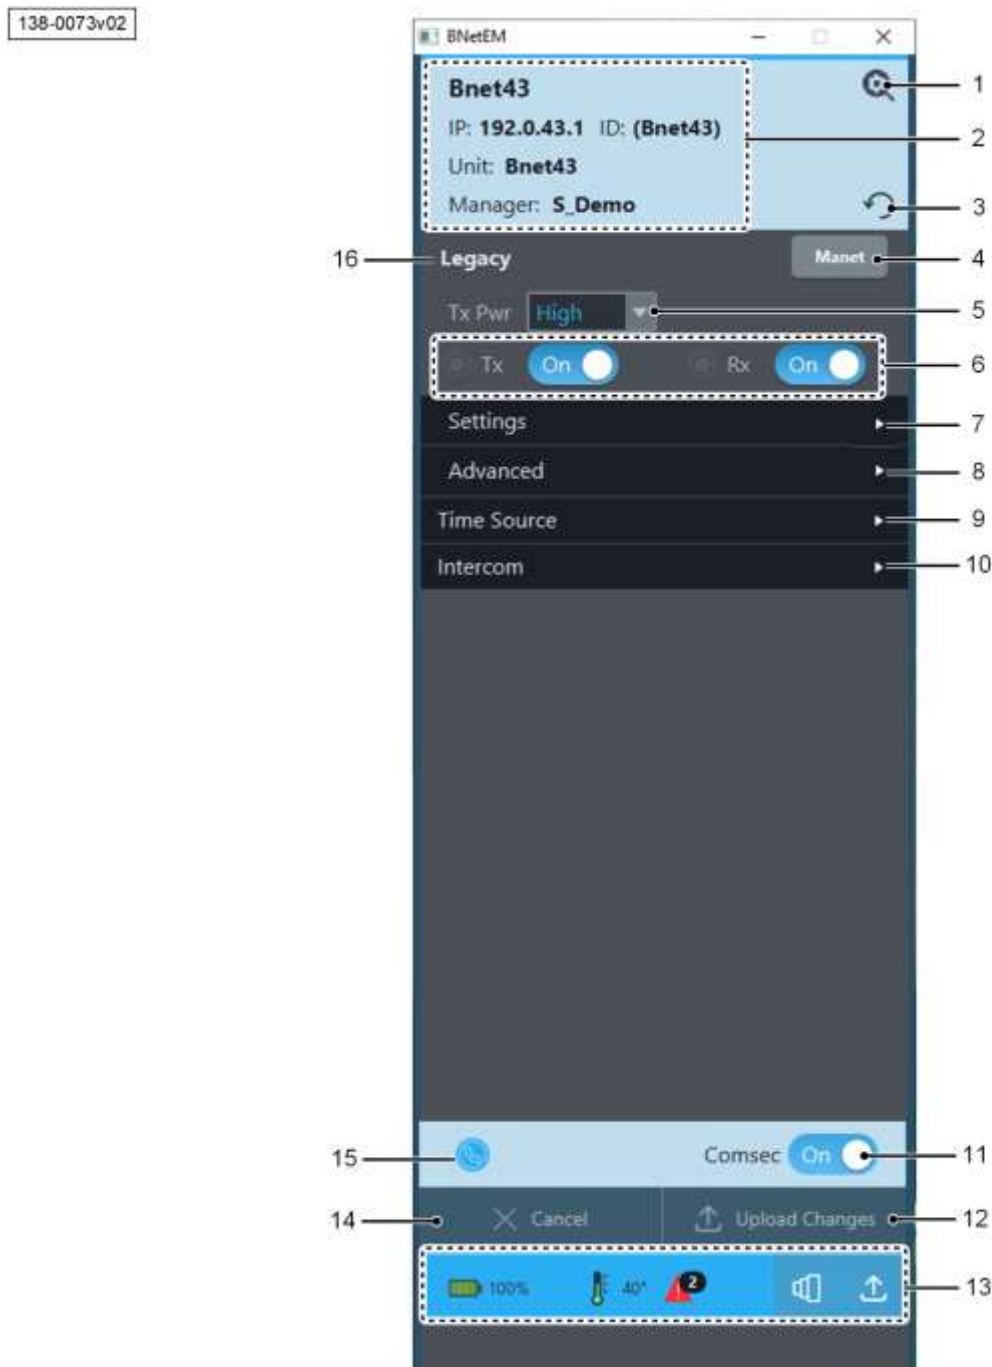 138-0073v02
BNetEM
Bnet43
1
IP: 192.0.43.1 ID: (Bnet43)
2
Unit: Bnet43
Manager: S_Demo
3
16
Legacy
Manet
4
Tx Pwr High
5
Tx On Rx On
6
Settings
7
Advanced
8
Time Source
9
Intercom
10
15
Comsec On
11
14
Cancel
Upload Changes
12
100% 40° 2
13